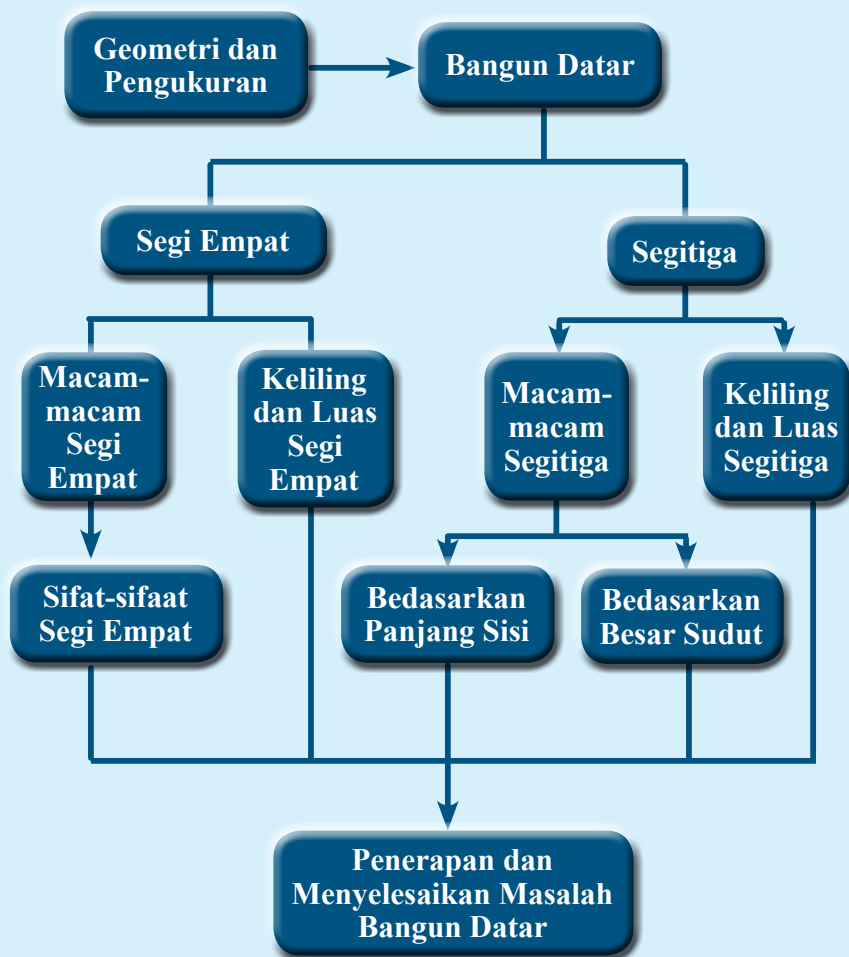 Geometri dan
Pengukuran
Bangun Datar
Segi Empat
Segitiga
Macam-
macam
Segi
Empat
Keliling
dan Luas
Segi
Empat
Macam-
macam
Segitiga
Keliling
dan Luas
Segitiga
Sifat-sifaat
Segi Empat
Bedasarkan
Panjang Sisi
Bedasarkan
Besar Sudut
Penerapan dan
Menyelesaikan Masalah
Bangun Datar